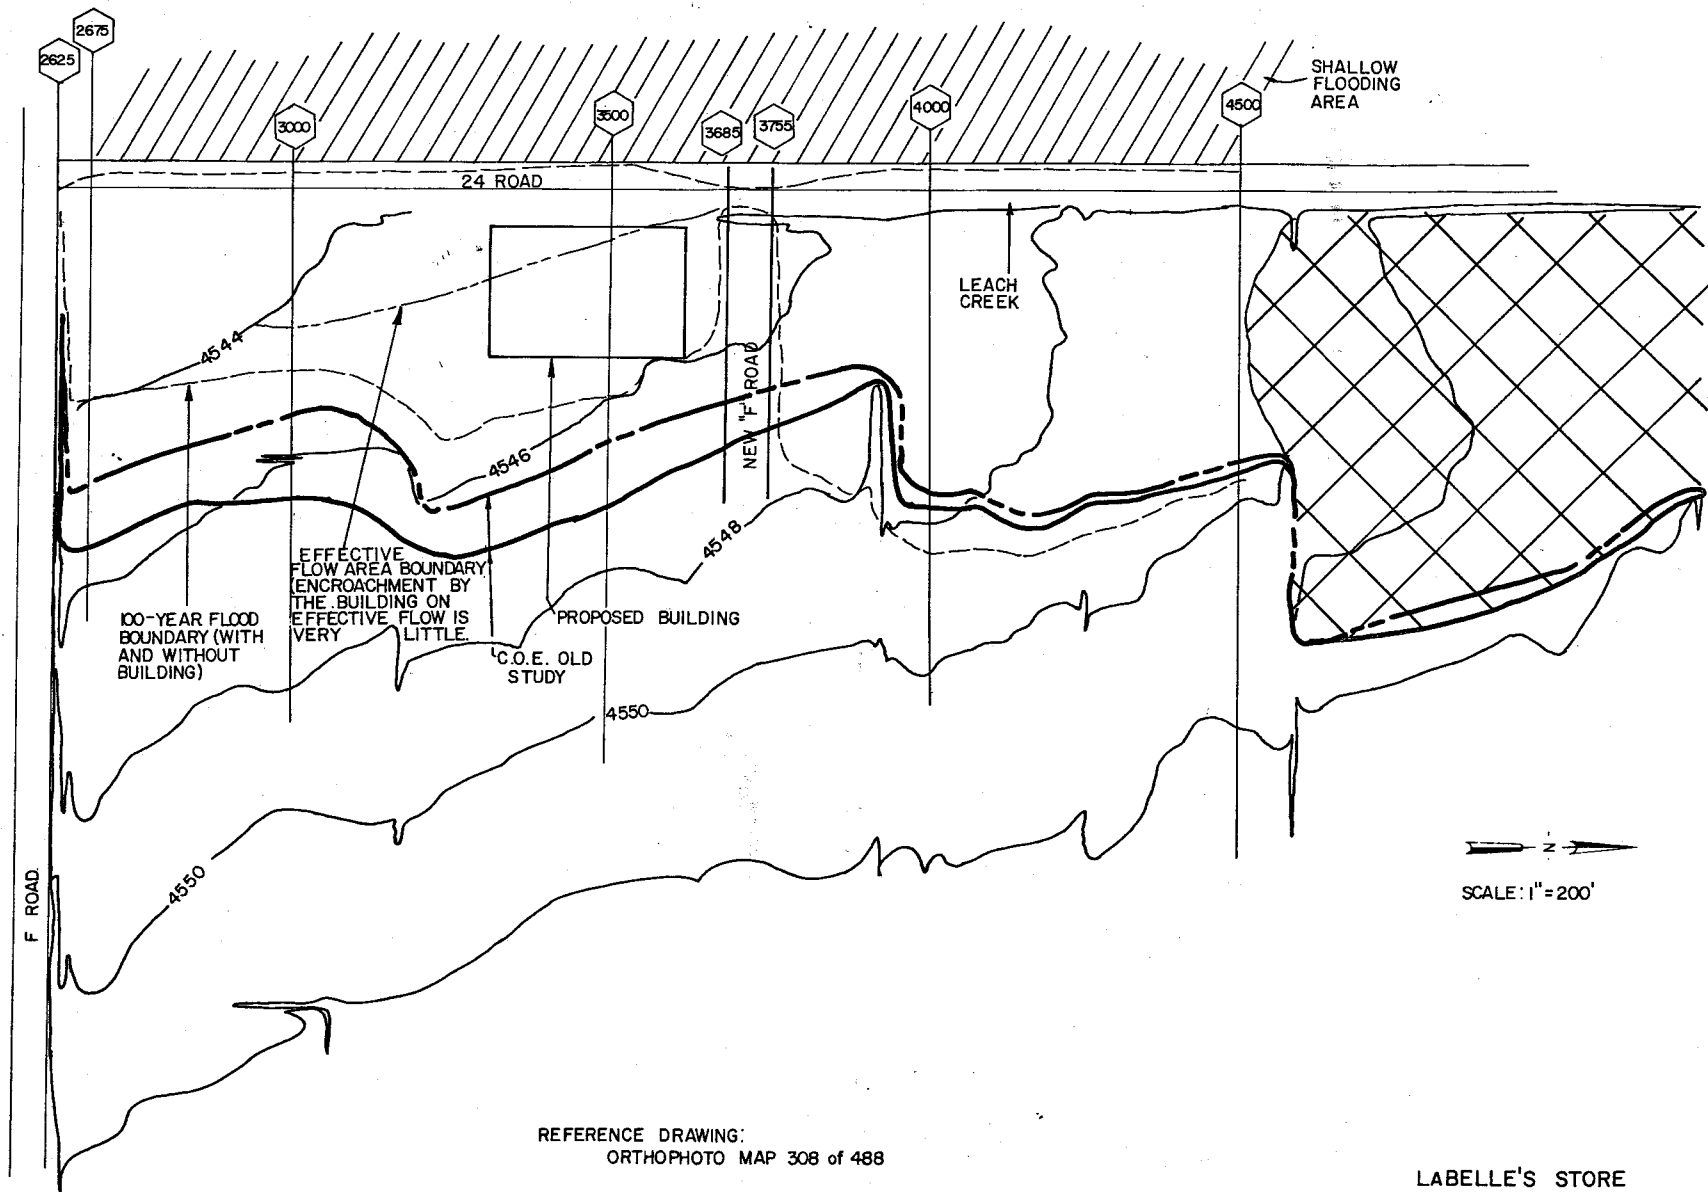 2675
2625
3000
3500
3685
3755
4000
4500
SHALLOW
FLOODING
AREA
24 ROAD
LEACH
CREEK
4544
NEW "F" ROAD
4546
4548
EFFECTIVE
FLOW AREA BOUNDARY
(ENCROACHMENT BY
THE BUILDING ON
EFFECTIVE FLOW IS
VERY LITTLE.
100-YEAR FLOOD
BOUNDARY (WITH
AND WITHOUT
BUILDING)
PROPOSED BUILDING
C.O.E. OLD
STUDY
4550
4550
F ROAD
N
SCALE: 1" = 200'
REFERENCE DRAWING:
ORTHOPHOTO MAP 308 of 488
LABELLE'S STORE